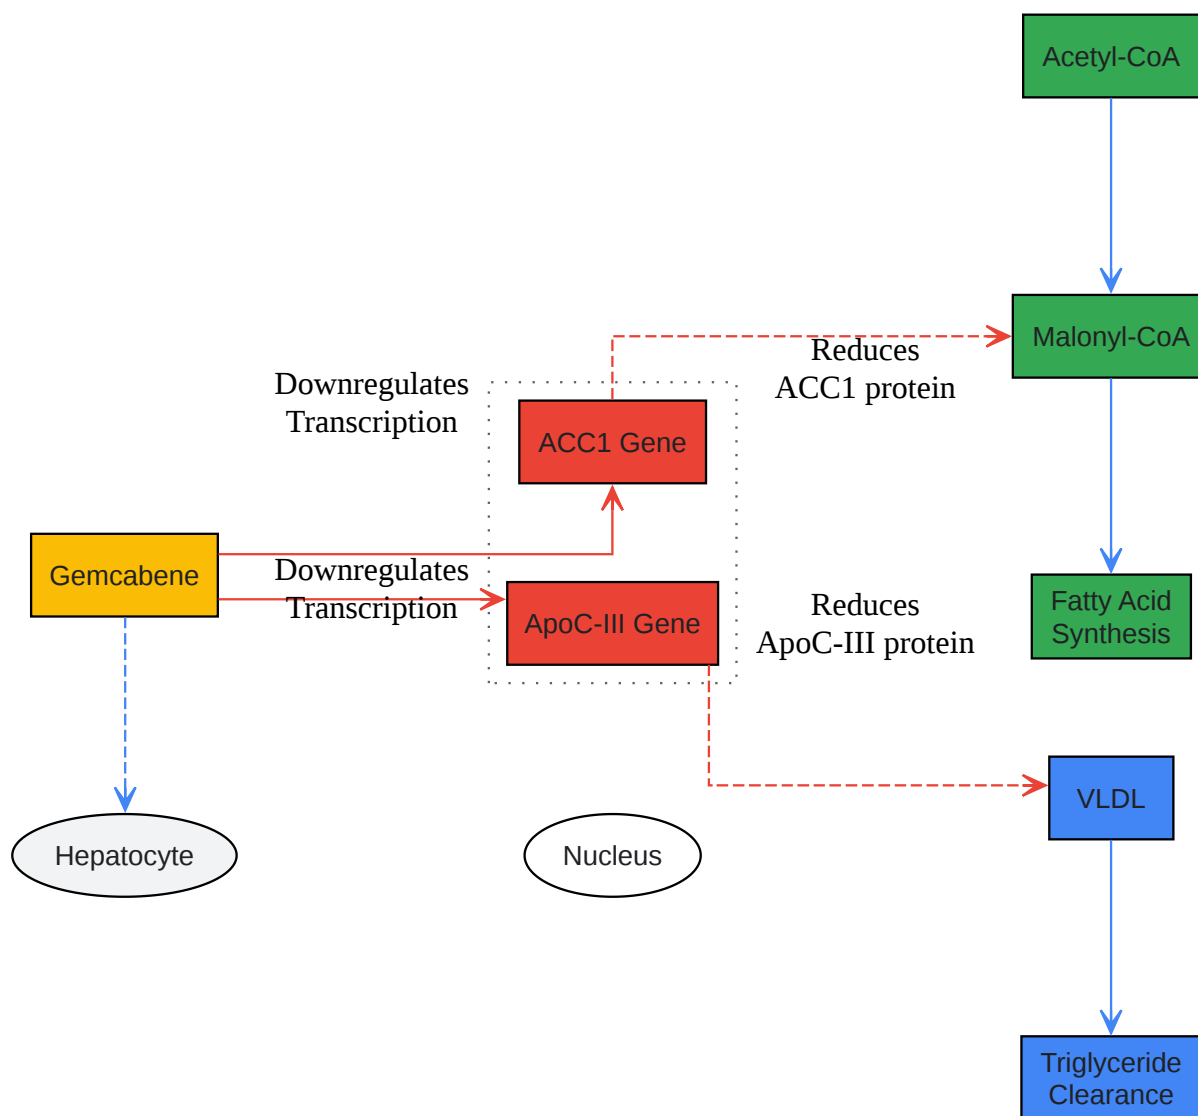 Acetyl-CoA
Malonyl-CoA
Reduces
ACC1 protein
Downregulates
Transcription
ACC1 Gene
Gemcabene
Downregulates
Transcription
ApoC-III Gene
Reduces
ApoC-III protein
Fatty Acid
Synthesis
VLDL
Hepatocyte
Nucleus
Triglyceride
Clearance